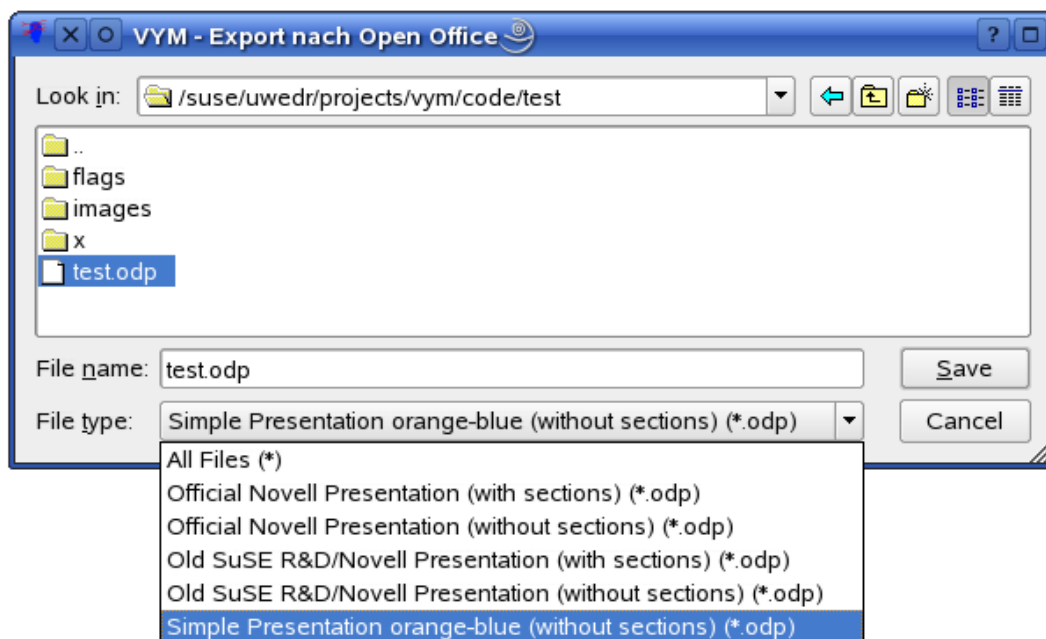 VYM - Export nach Open Office
Look in: /suse/uwedr/projects/vym/code/test
..
flags
images
x
test.odp
File name: test.odp Save
File type: Simple Presentation orange-blue (without sections) (*.odp) Cancel
All Files (*)
Official Novell Presentation (with sections) (*.odp)
Official Novell Presentation (without sections) (*.odp)
Old SuSE R&D/Novell Presentation (with sections) (*.odp)
Old SuSE R&D/Novell Presentation (without sections) (*.odp)
Simple Presentation orange-blue (without sections) (*.odp)